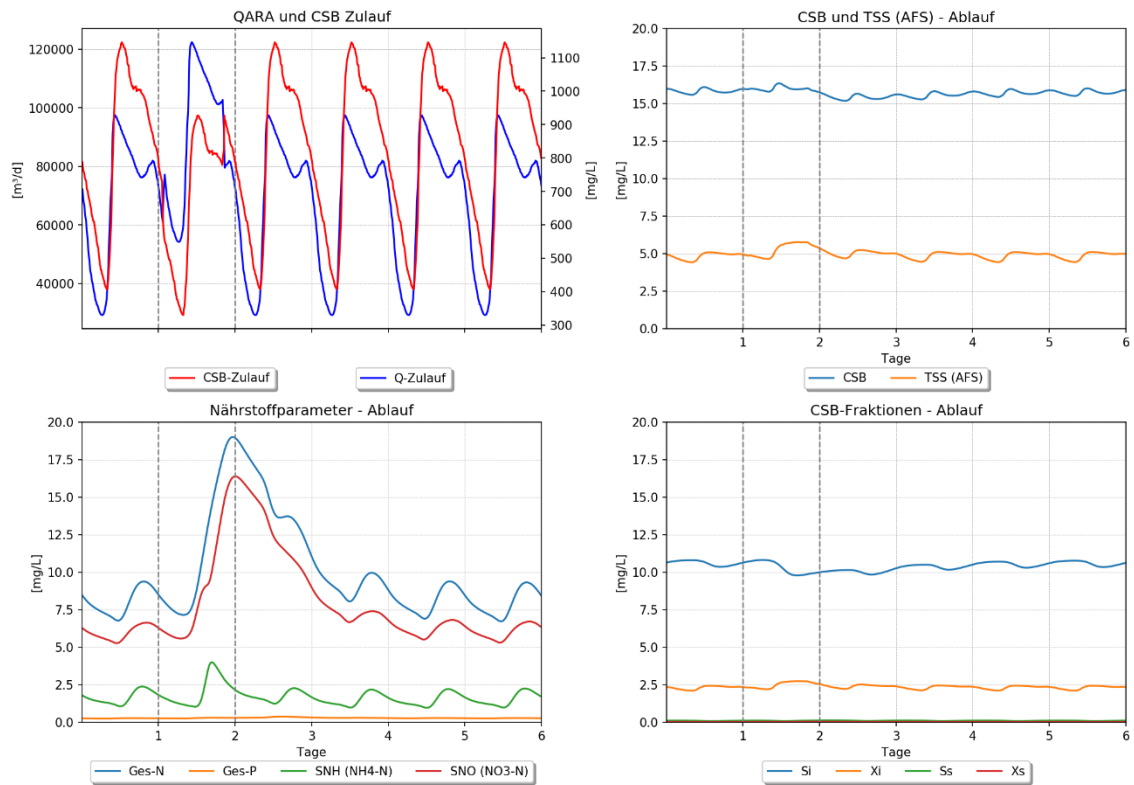 QARA und CSB Zulauf
120000
100000
80000
60000
40000
[m³/d]
1100
1000
900
800
700
600
500
400
300
[mg/L]
CSB-Zulauf
Q-Zulauf
CSB und TSS (AFS) - Ablauf
20.0
17.5
15.0
12.5
10.0
7.5
5.0
2.5
0.0
[mg/L]
1 2 3 4 5 6
Tage
CSB
TSS (AFS)
Nährstoffparameter - Ablauf
20.0
17.5
15.0
12.5
10.0
7.5
5.0
2.5
0.0
[mg/L]
1 2 3 4 5 6
Tage
Ges-N
Ges-P
SNH (NH4-N)
SNO (NO3-N)
CSB-Fraktionen - Ablauf
20.0
17.5
15.0
12.5
10.0
7.5
5.0
2.5
0.0
[mg/L]
1 2 3 4 5 6
Tage
Si
Xi
Ss
Xs